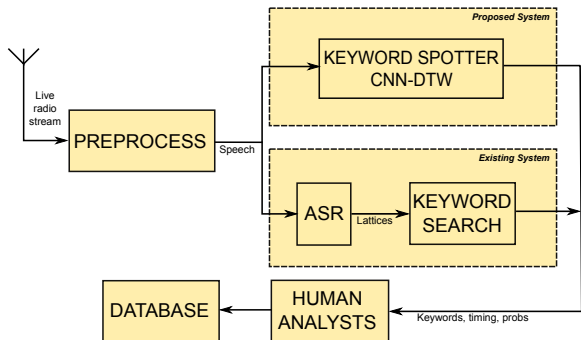 Proposed System
KEYWORD SPOTTER
CNN-DTW
Live
radio
stream
PREPROCESS
Speech
Existing System
ASR
Lattices
KEYWORD
SEARCH
DATABASE
HUMAN
ANALYSTS
Keywords, timing, probs